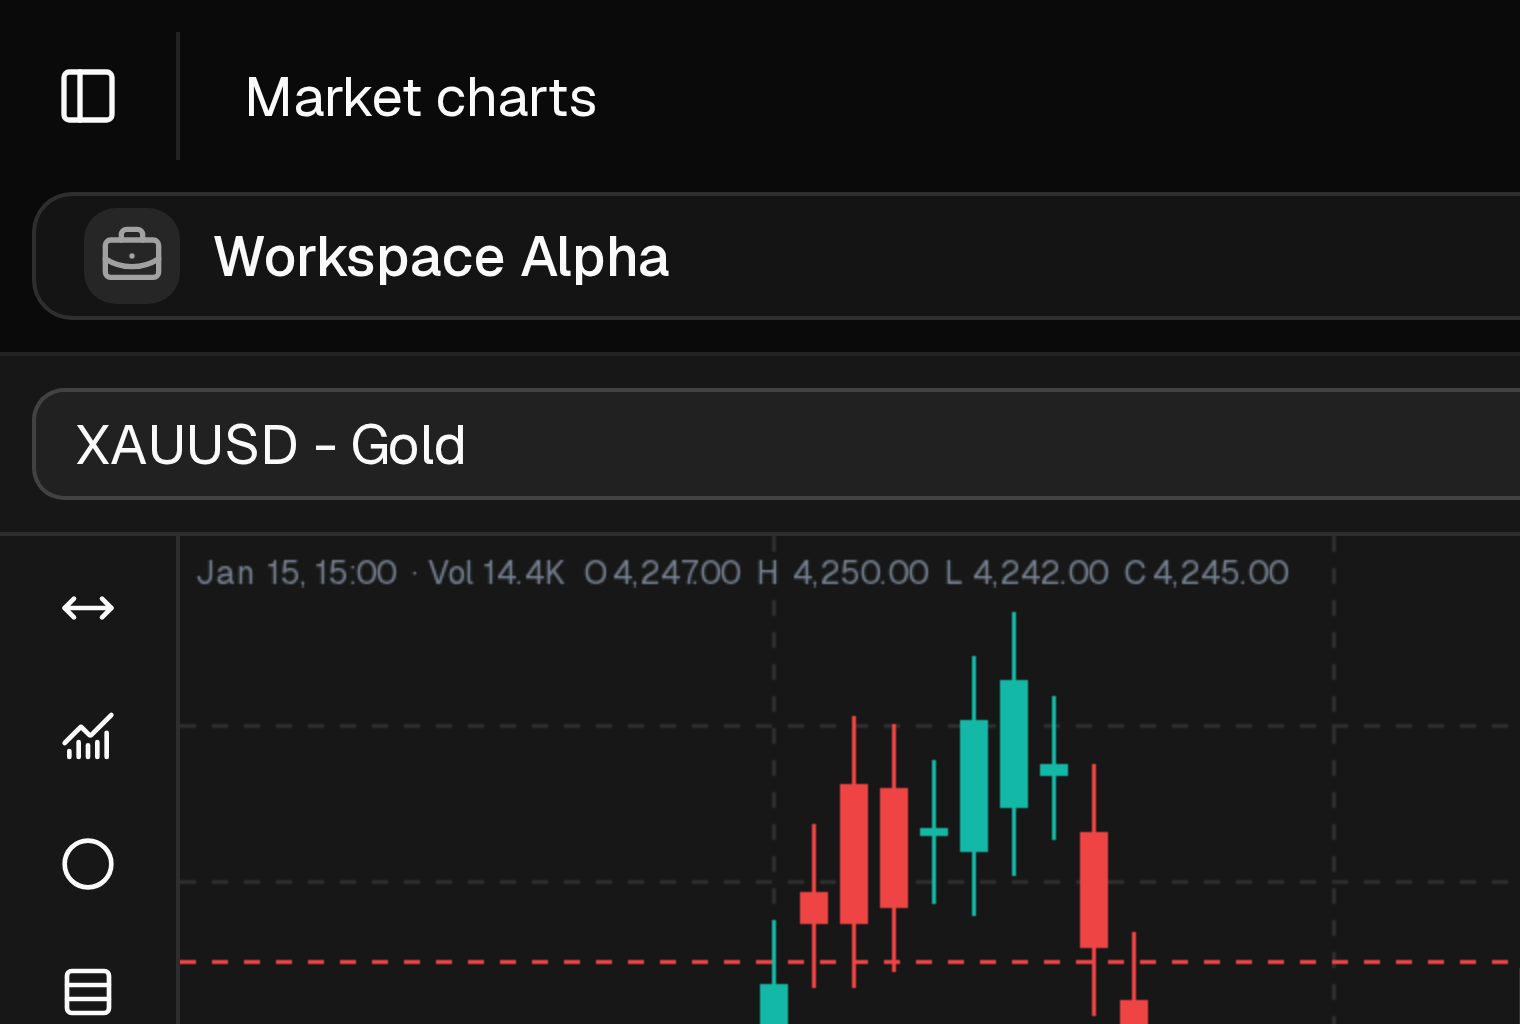 Market charts
Workspace Alpha
XAUUSD - Gold
Jan 15, 15:00 · Vol 14.4K O 4,247.00 H 4,250.00 L 4,242.00 C 4,245.00